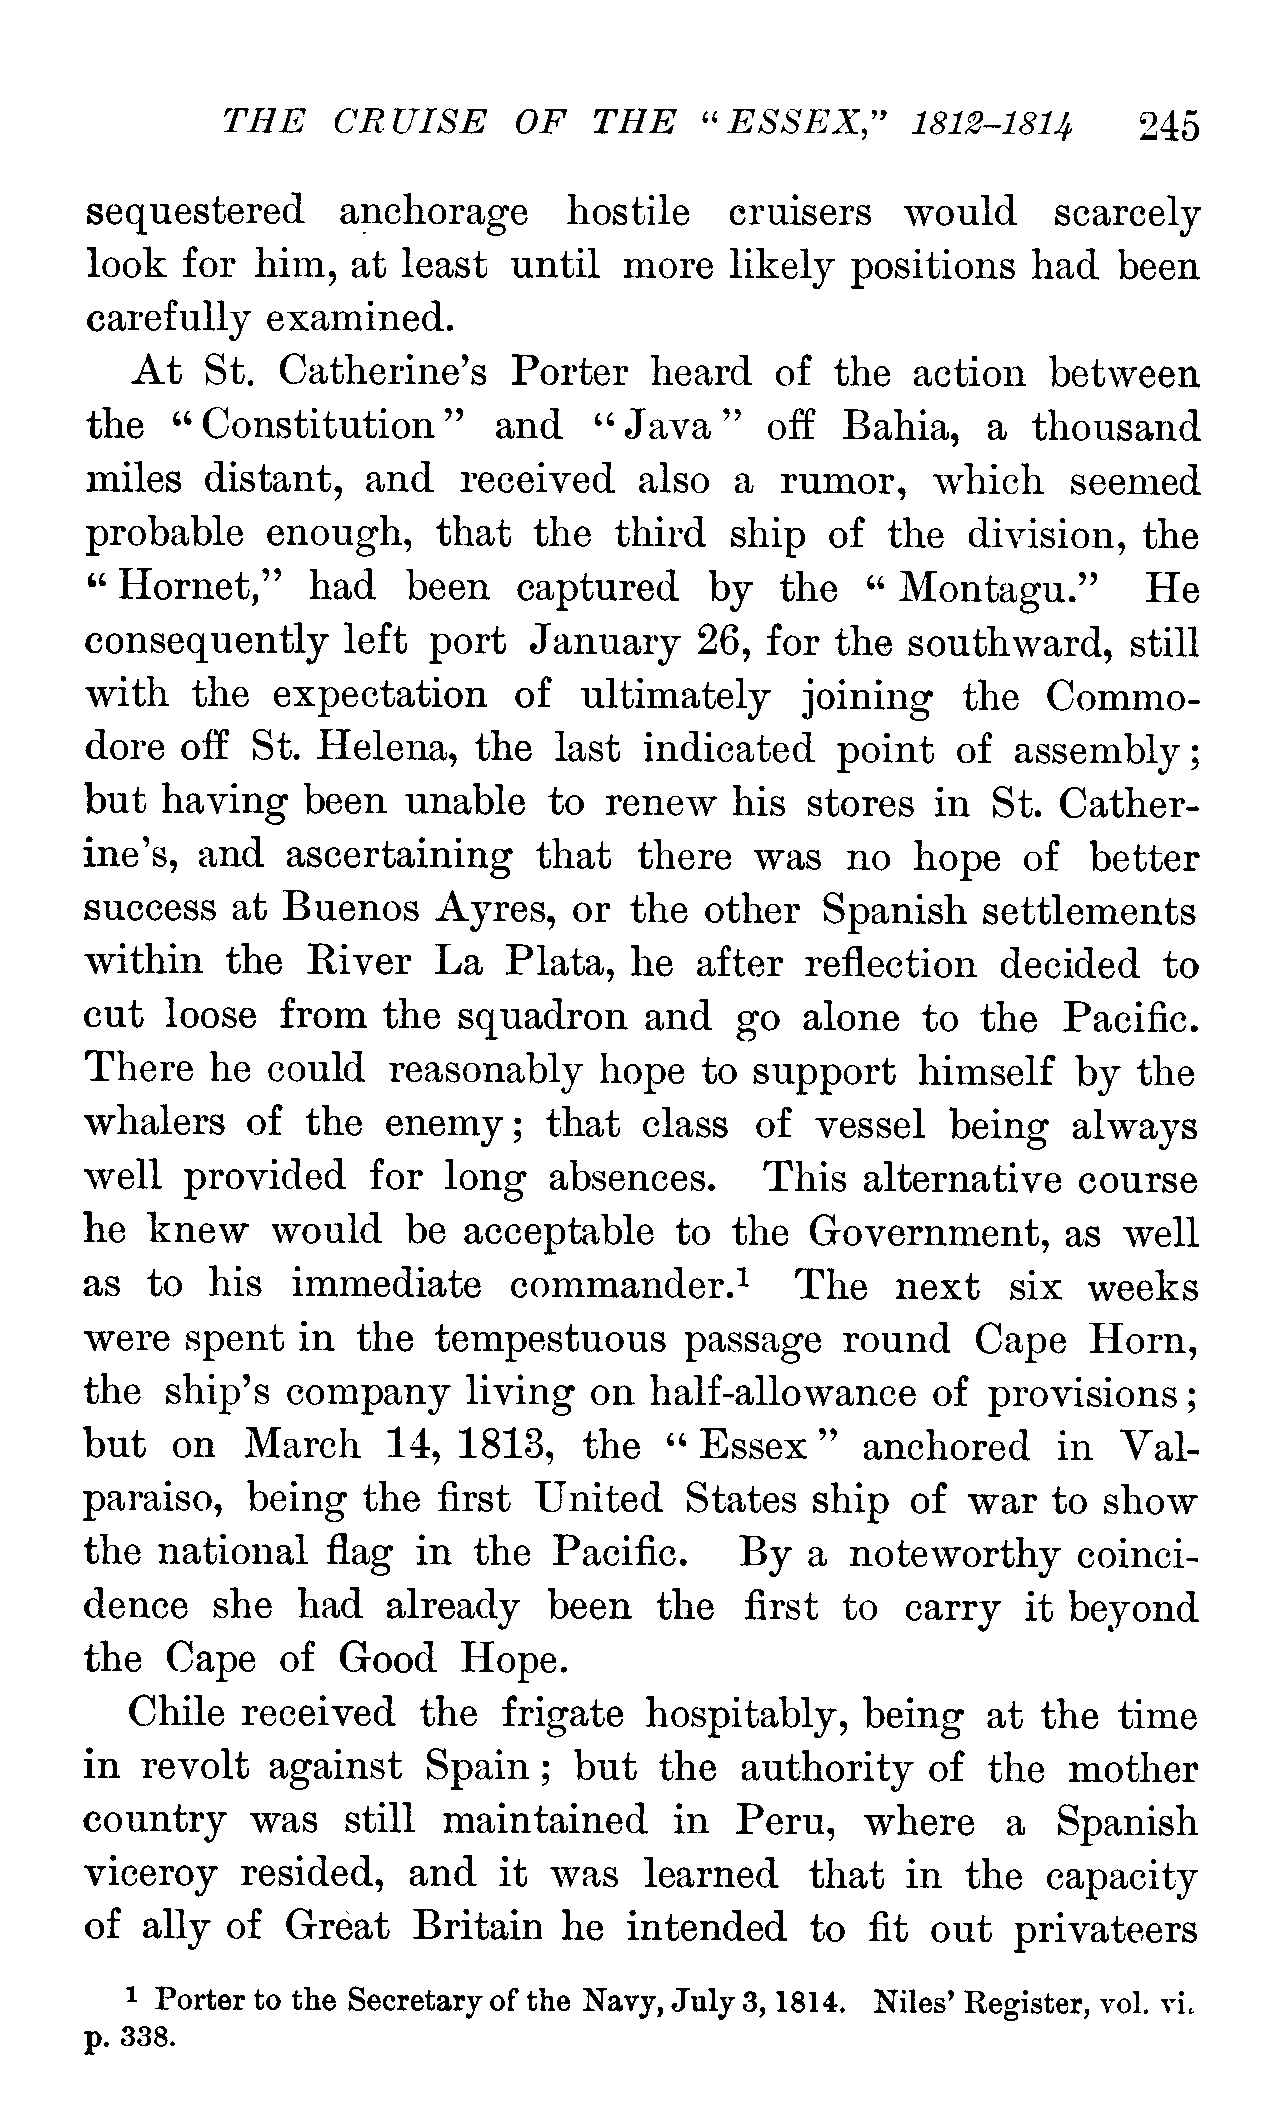 THE CRUISE OF THE “ESSEX,” 1812–1814 245
sequestered anchorage hostile cruisers would scarcely
look for him, at least until more likely positions had been
carefully examined.
At St. Catherine’s Porter heard of the action between
the “Constitution” and “Java” off Bahia, a thousand
miles distant, and received also a rumor, which seemed
probable enough, that the third ship of the division, the
“Hornet,” had been captured by the “Montagu.” He
consequently left port January 26, for the southward, still
with the expectation of ultimately joining the Commo-
dore off St. Helena, the last indicated point of assembly;
but having been unable to renew his stores in St. Cather-
ine’s, and ascertaining that there was no hope of better
success at Buenos Ayres, or the other Spanish settlements
within the River La Plata, he after reflection decided to
cut loose from the squadron and go alone to the Pacific.
There he could reasonably hope to support himself by the
whalers of the enemy; that class of vessel being always
well provided for long absences. This alternative course
he knew would be acceptable to the Government, as well
as to his immediate commander.¹ The next six weeks
were spent in the tempestuous passage round Cape Horn,
the ship’s company living on half-allowance of provisions;
but on March 14, 1813, the “Essex” anchored in Val-
paraiso, being the first United States ship of war to show
the national flag in the Pacific. By a noteworthy coinci-
dence she had already been the first to carry it beyond
the Cape of Good Hope.
Chile received the frigate hospitably, being at the time
in revolt against Spain; but the authority of the mother
country was still maintained in Peru, where a Spanish
viceroy resided, and it was learned that in the capacity
of ally of Great Britain he intended to fit out privateers
¹ Porter to the Secretary of the Navy, July 3, 1814. Niles’ Register, vol. vi.
p. 338.